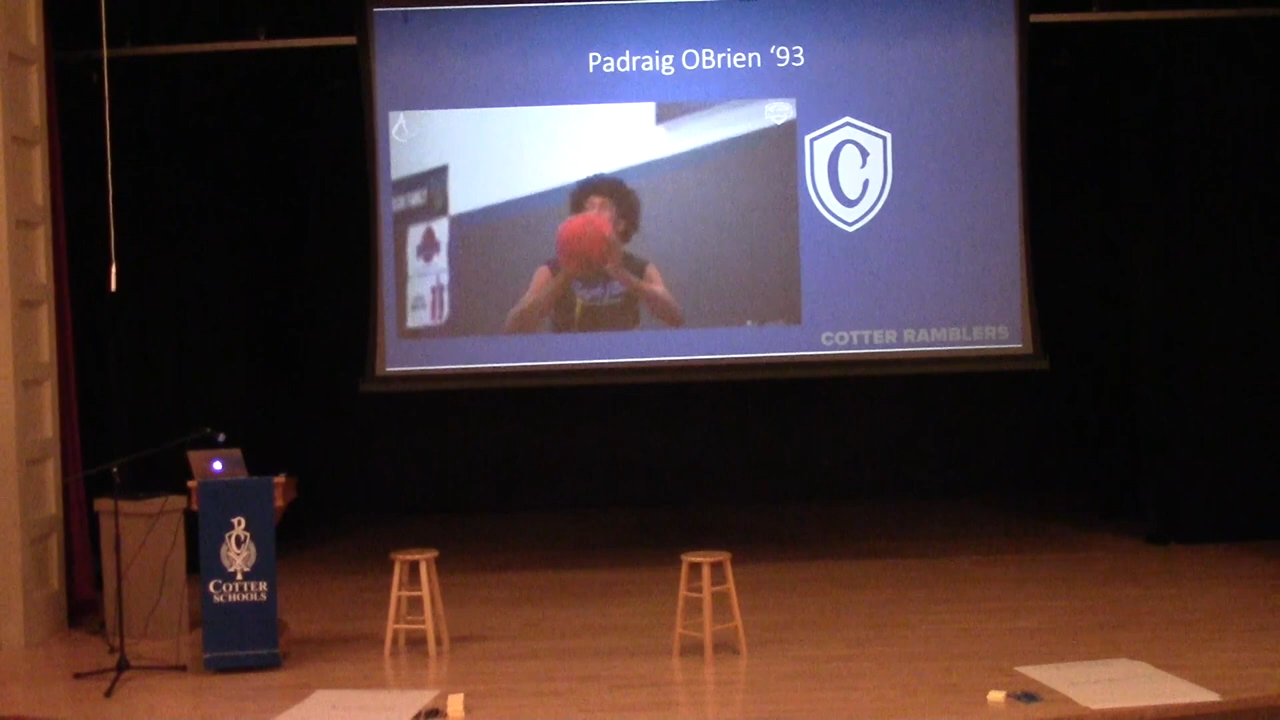 Padraig OBrien ‘93
C
COTTER RAMBLERS
C
COTTER
SCHOOLS